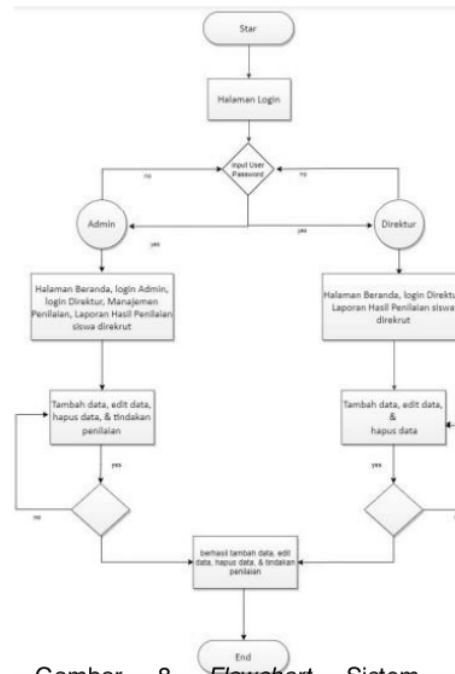 Star
Halaman Login
Input User
Password
no
no
Admin
Direktur
yes
yes
Halaman Beranda, login Admin,
login Direktur, Manajemen
Penilaian, Laporan Hasil Penilaian
siswa direkrut
Halaman Beranda, login Direktu
Laporan Hasil Penilaian siswa
direkrut
Tambah data, edit data,
hapus data, & tindakan
penilaian
Tambah data, edit data,
&
hapus data
yes
yes
no
berhasil tambah data, edit
data, hapus data, & tindakan
penilaian
End
Gambar 8 Flowchart Sistem